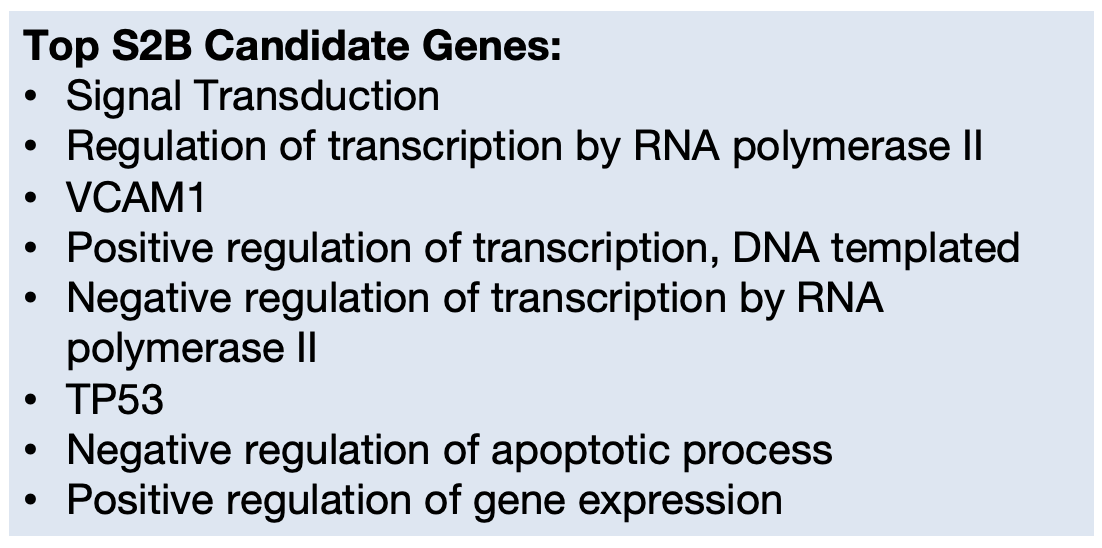 Top S2B Candidate Genes:
• Signal Transduction
• Regulation of transcription by RNA polymerase II
• VCAM1
• Positive regulation of transcription, DNA templated
• Negative regulation of transcription by RNA
polymerase II
• TP53
• Negative regulation of apoptotic process
• Positive regulation of gene expression